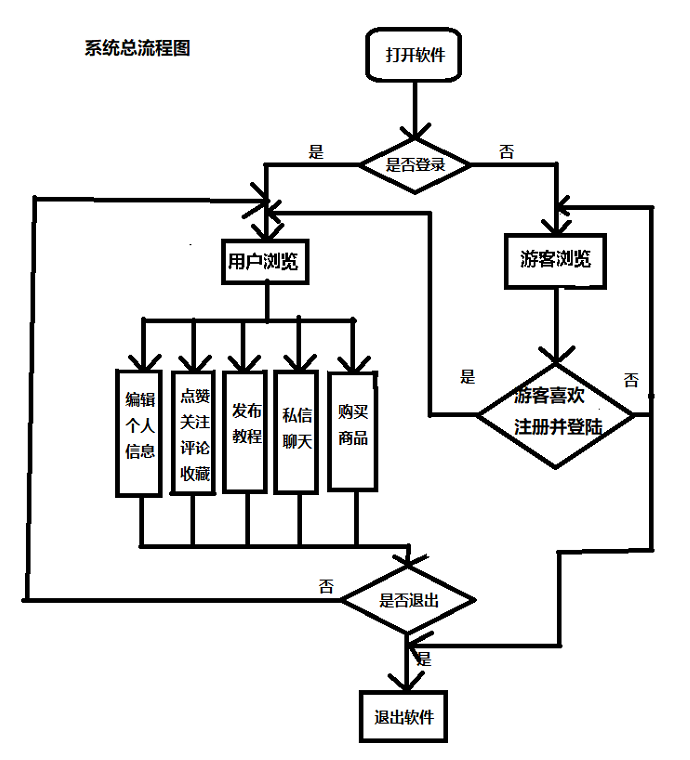 系统总流程图
打开软件
是
否
是否登录
用户浏览
游客浏览
是
否
游客喜欢
注册并登陆
编辑
个人
信息
点赞
关注
评论
收藏
发布
教程
私信
聊天
购买
商品
否
是否退出
是
退出软件